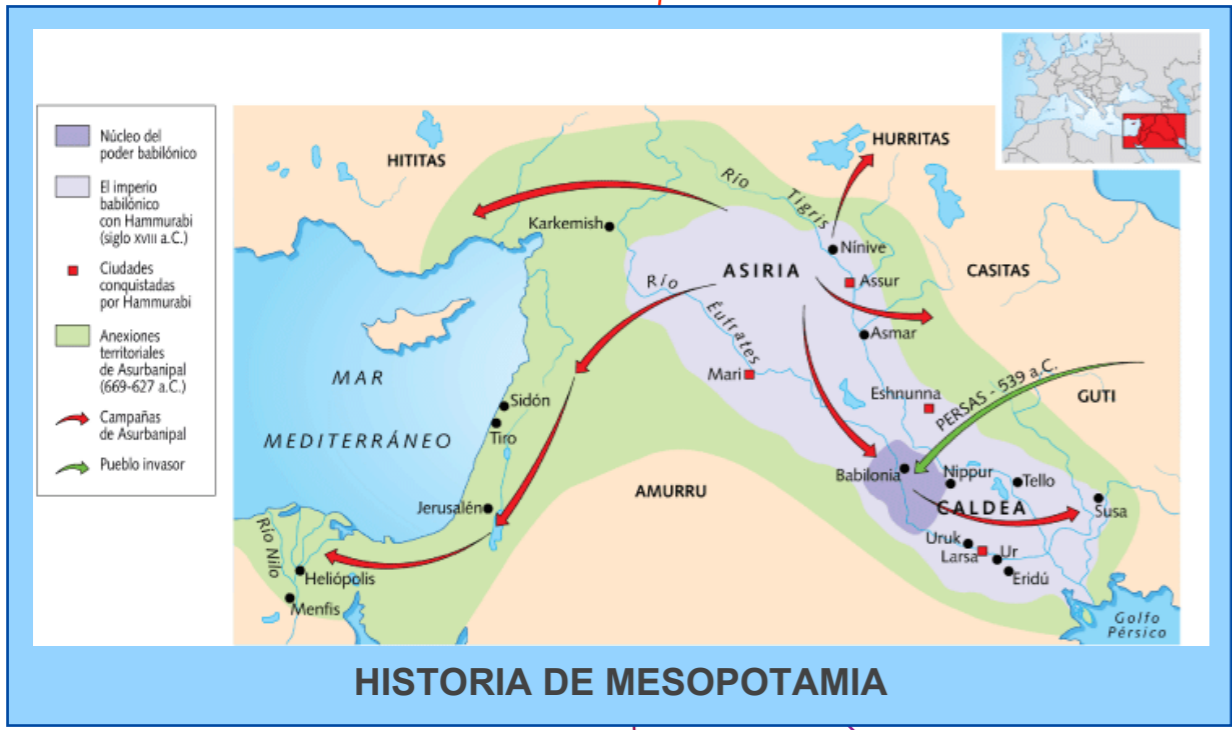 Núcleo del
poder babilónico
El imperio
babilónico
con Hammurabi
(siglo XVIII a.C.)
Ciudades
conquistadas
por Hammurabi
Anexiones
territoriales
de Asurbanipal
(669-627 a.C.)
Campañas
de Asurbanipal
Pueblo invasor
HITITAS
HURRITAS
Río Tigris
Karkemish
Nínive
ASIRIA
CASITAS
Assur
Río Éufrates
Asmar
Mari
MAR
MEDITERRÁNEO
Sidón
Tiro
Eshnunna
PERSAS - 539 a.C.
GUTI
Babilonia
Nippur
Tello
AMURRU
CALDEA
Susa
Jerusalén
Uruk
Larsa
Ur
Eridú
Río Nilo
Heliópolis
Menfis
Golfo
Pérsico
HISTORIA DE MESOPOTAMIA